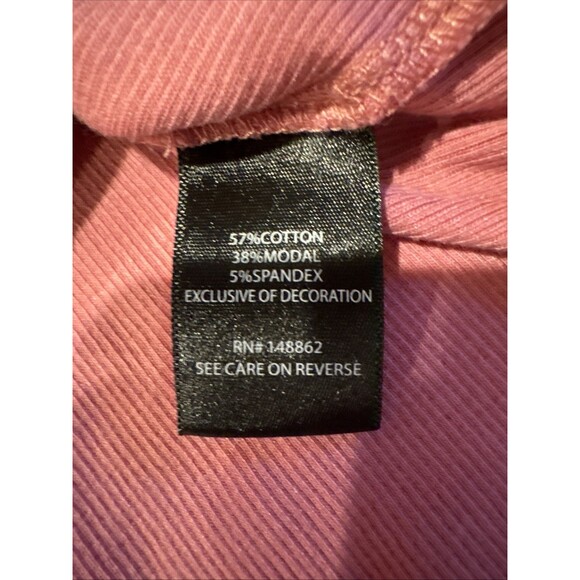 57%COTTON
38%MODAL
5%SPANDEX
EXCLUSIVE OF DECORATION
RN# 148862
SEE CARE ON REVERSE